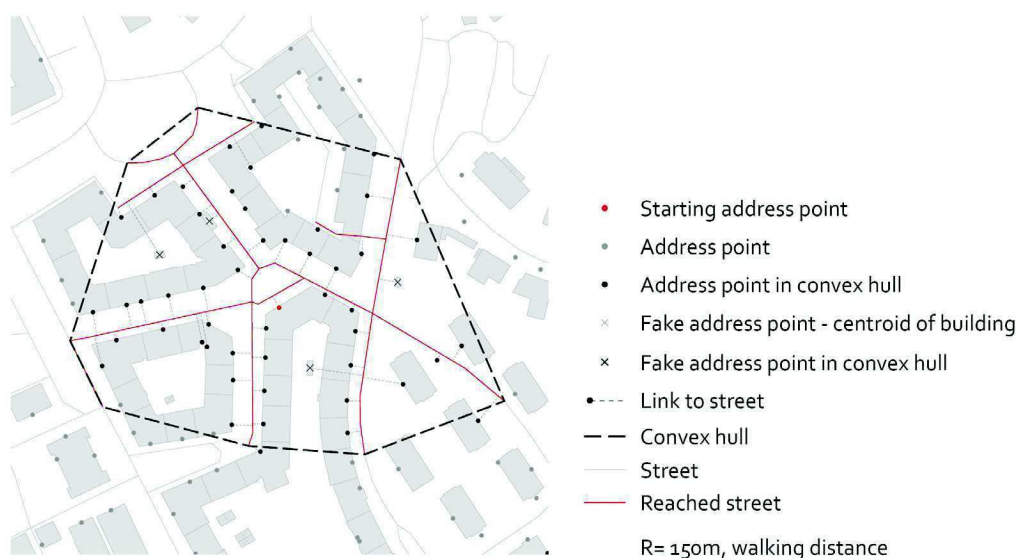 Starting address point
Address point
Address point in convex hull
Fake address point - centroid of building
Fake address point in convex hull
Link to street
Convex hull
Street
Reached street
R= 150m, walking distance